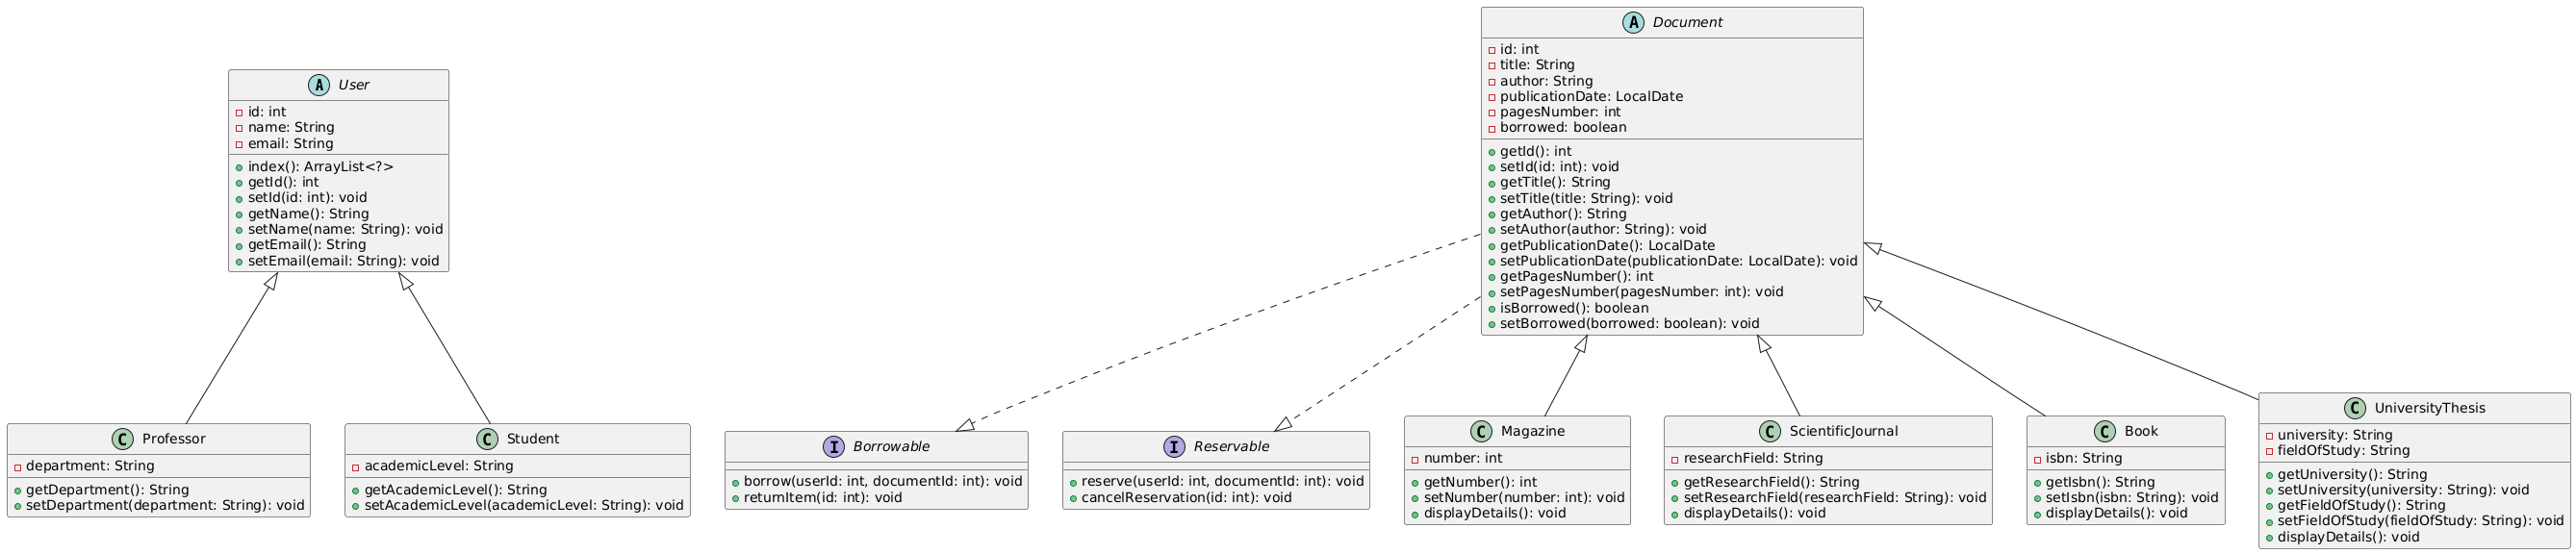 A User
id: int
name: String
email: String
index(): ArrayList<?>
getId(): int
setId(id: int): void
getName(): String
setName(name: String): void
getEmail(): String
setEmail(email: String): void
A Document
id: int
title: String
author: String
publicationDate: LocalDate
pagesNumber: int
borrowed: boolean
getId(): int
setId(id: int): void
getTitle(): String
setTitle(title: String): void
getAuthor(): String
setAuthor(author: String): void
getPublicationDate(): LocalDate
setPublicationDate(publicationDate: LocalDate): void
getPagesNumber(): int
setPagesNumber(pagesNumber: int): void
isBorrowed(): boolean
setBorrowed(borrowed: boolean): void
C Professor
department: String
getDepartment(): String
setDepartment(department: String): void
C Student
academicLevel: String
getAcademicLevel(): String
setAcademicLevel(academicLevel: String): void
I Borrowable
borrow(userId: int, documentId: int): void
returnItem(id: int): void
I Reservable
reserve(userId: int, documentId: int): void
cancelReservation(id: int): void
C Magazine
number: int
getNumber(): int
setNumber(number: int): void
displayDetails(): void
C ScientificJournal
researchField: String
getResearchField(): String
setResearchField(researchField: String): void
displayDetails(): void
C Book
isbn: String
getIsbn(): String
setIsbn(isbn: String): void
displayDetails(): void
C UniversityThesis
university: String
fieldOfStudy: String
getUniversity(): String
setUniversity(university: String): void
getFieldOfStudy(): String
setFieldOfStudy(fieldOfStudy: String): void
displayDetails(): void